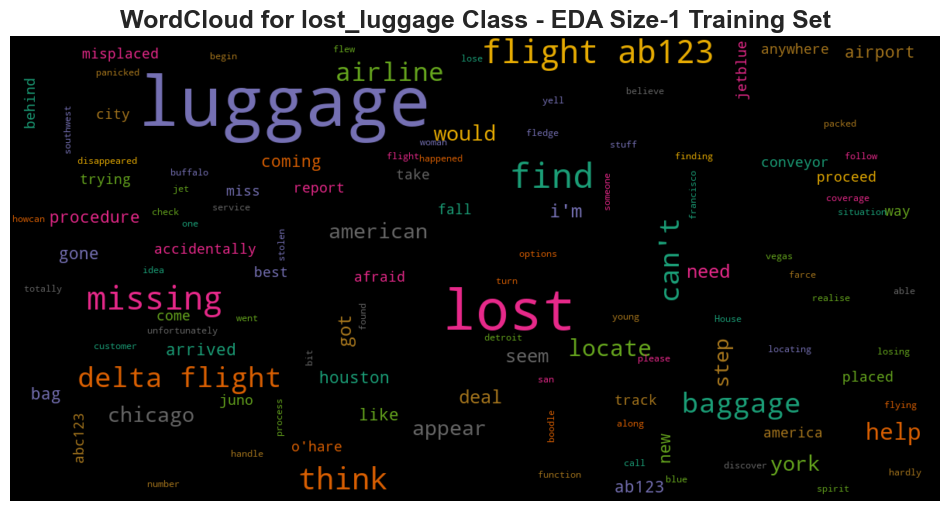 WordCloud for lost_luggage Class - EDA Size-1 Training Set
misplaced begin flew lose flight ab123 anywhere airport
panicked airline jetblue
behind luggage believe
southwest city yell would packed
woman fledge
disappeared coming flight happened stuff finding conveyor follow
trying buffalo take find proceed
jet miss report someone francisco coverage
howcan procedure check service fall i'm situation way
one
gone accidentally stolen american can't
idea best afraid options need vegas
totally turn farce able
missing lost realise
come went found young House
unfortunately got
customer arrived detroit locate locating losing
bit seem please step
delta flight houston san placed
bag juno deal track baggage flying
chicago process like boodle along
abc123 appear america help
o'hare new
handle call discover york hardly
number think function ab123 blue spirit